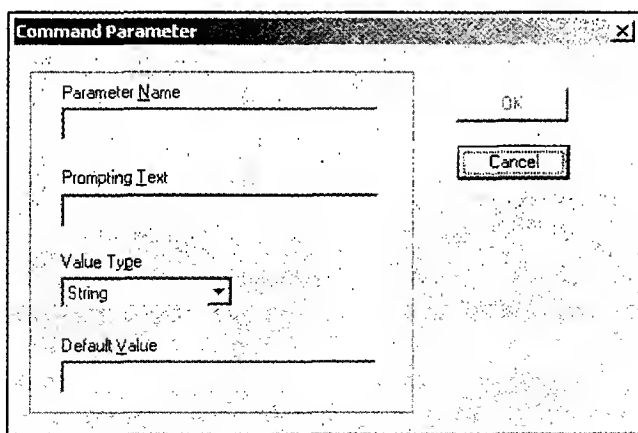 Command Parameter
Parameter Name
OK
Cancel
Prompting Text
Value Type
String
Default Value